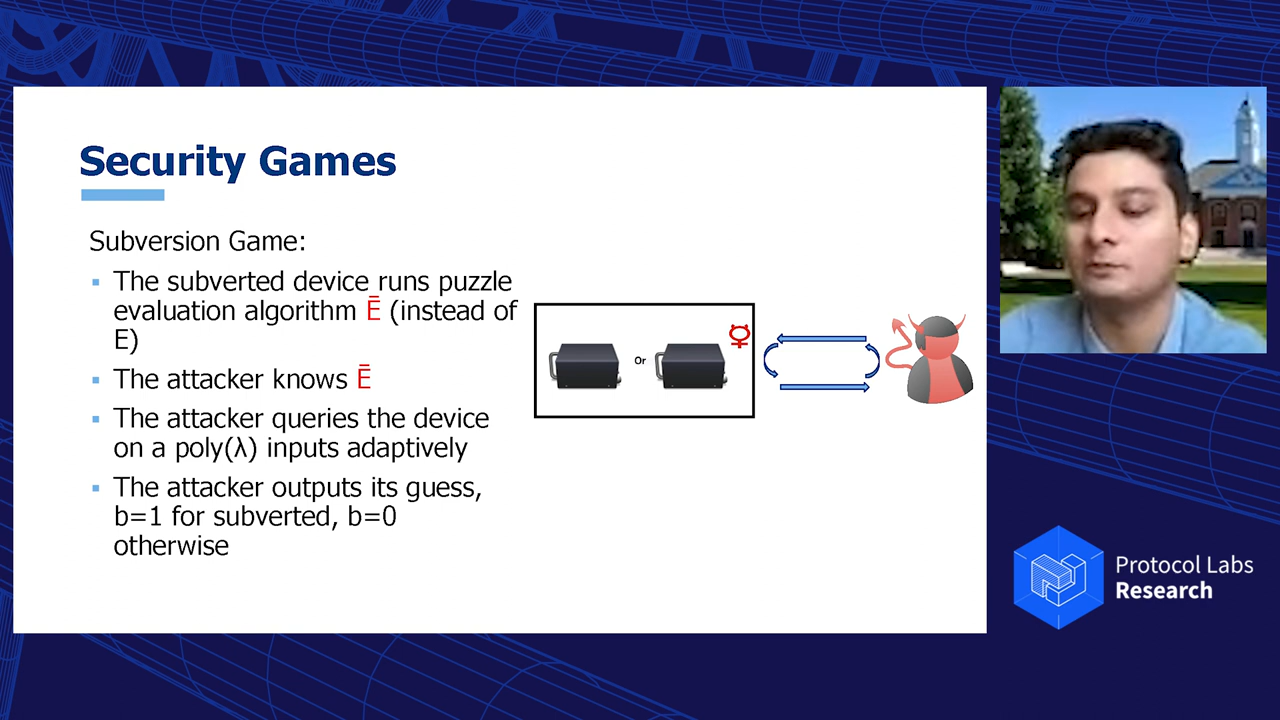 Security Games
Subversion Game:
The subverted device runs puzzle
evaluation algorithm Ē (instead of
E)
The attacker knows Ē
The attacker queries the device
on a poly(λ) inputs adaptively
The attacker outputs its guess,
b=1 for subverted, b=0
otherwise
Or
Protocol Labs
Research